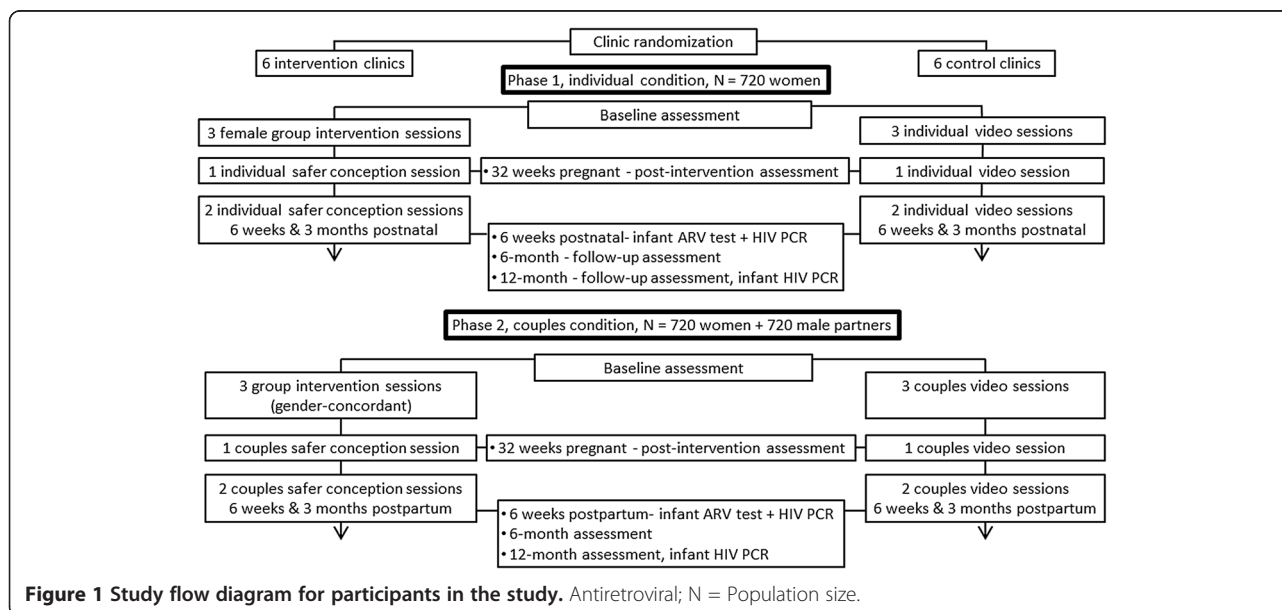 Clinic randomization
6 intervention clinics
6 control clinics
Phase 1, individual condition, N = 720 women
Baseline assessment
3 female group intervention sessions
3 individual video sessions
1 individual safer conception session
• 32 weeks pregnant - post-intervention assessment
1 individual video session
2 individual safer conception sessions
6 weeks & 3 months postnatal
2 individual video sessions
6 weeks & 3 months postnatal
• 6 weeks postnatal- infant ARV test + HIV PCR
• 6-month - follow-up assessment
• 12-month - follow-up assessment, infant HIV PCR
Phase 2, couples condition, N = 720 women + 720 male partners
Baseline assessment
3 group intervention sessions
(gender-concordant)
3 couples video sessions
1 couples safer conception session
• 32 weeks pregnant - post-intervention assessment
1 couples video session
2 couples safer conception sessions
6 weeks & 3 months postpartum
2 couples video sessions
6 weeks & 3 months postpartum
• 6 weeks postpartum- infant ARV test + HIV PCR
• 6-month assessment
• 12-month assessment, infant HIV PCR
Figure 1 Study flow diagram for participants in the study. Antiretroviral; N = Population size.